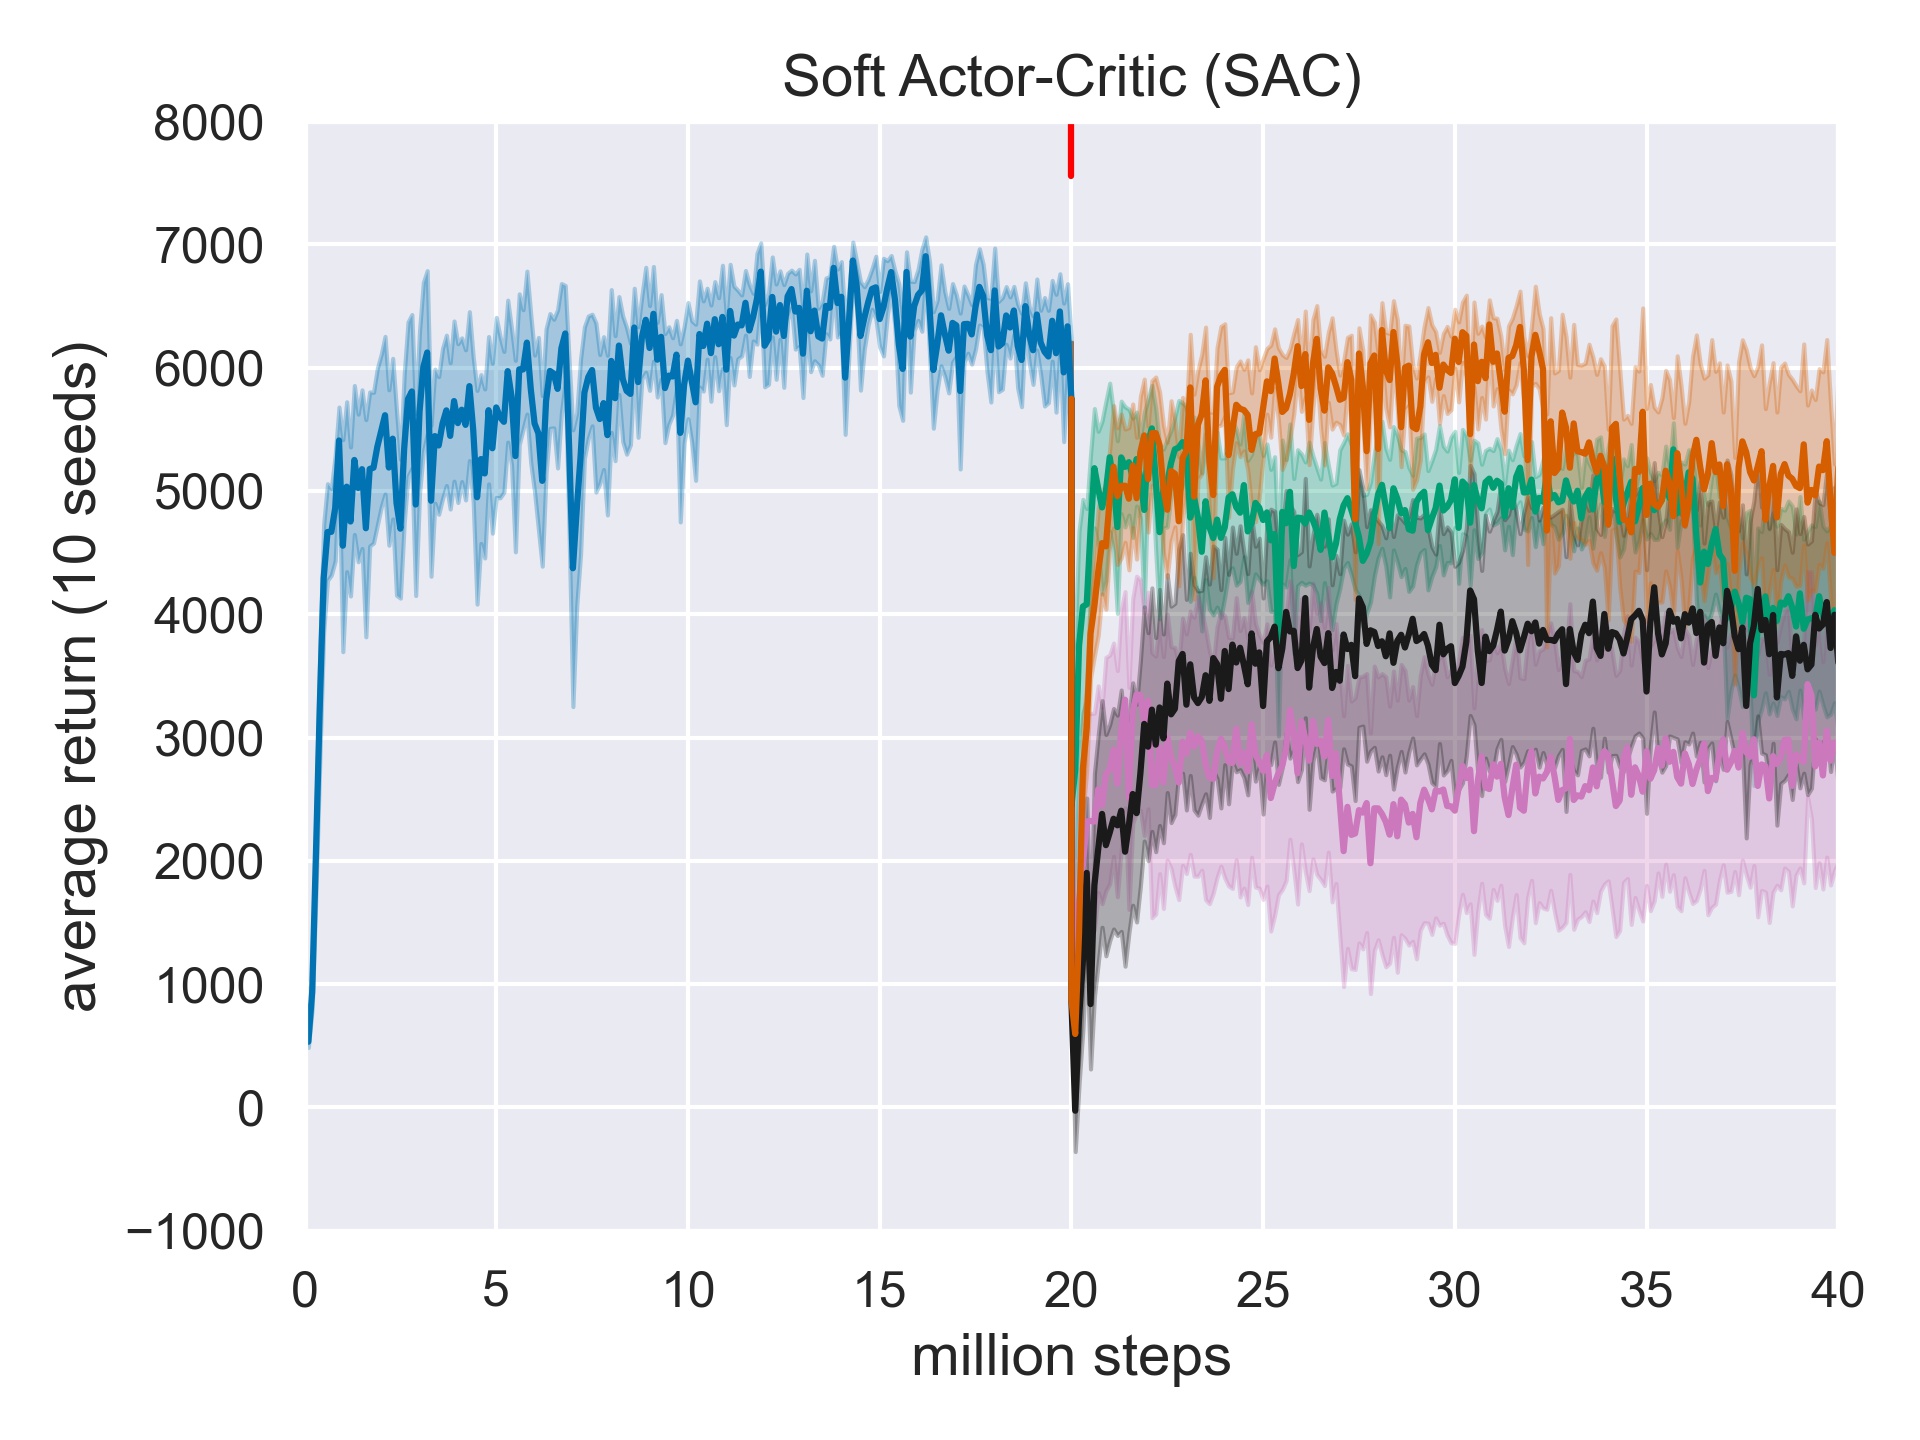 Soft Actor-Critic (SAC)
8000
7000
6000
5000
4000
3000
2000
1000
0
−1000
average return (10 seeds)
0 5 10 15 20 25 30 35 40
million steps